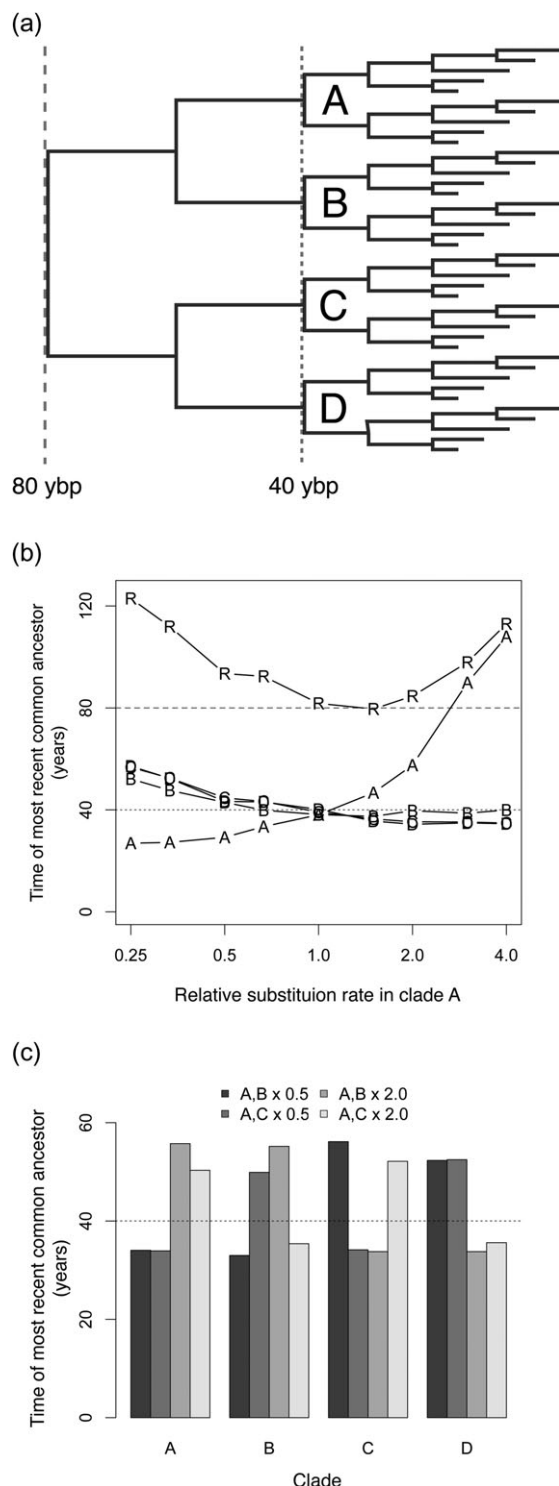 (a)
A
B
C
D
80 ybp
40 ybp
(b)
Time of most recent common ancestor
(years)
120
80
40
0
R R R R R R R R R
A A A A A A A A A
B B B B B B B B B
0.25
0.5
1.0
2.0
4.0
Relative substituion rate in clade A
(c)
A,B x 0.5
A,B x 2.0
A,C x 0.5
A,C x 2.0
Time of most recent common ancestor
(years)
60
40
20
0
A
B
C
D
Clade